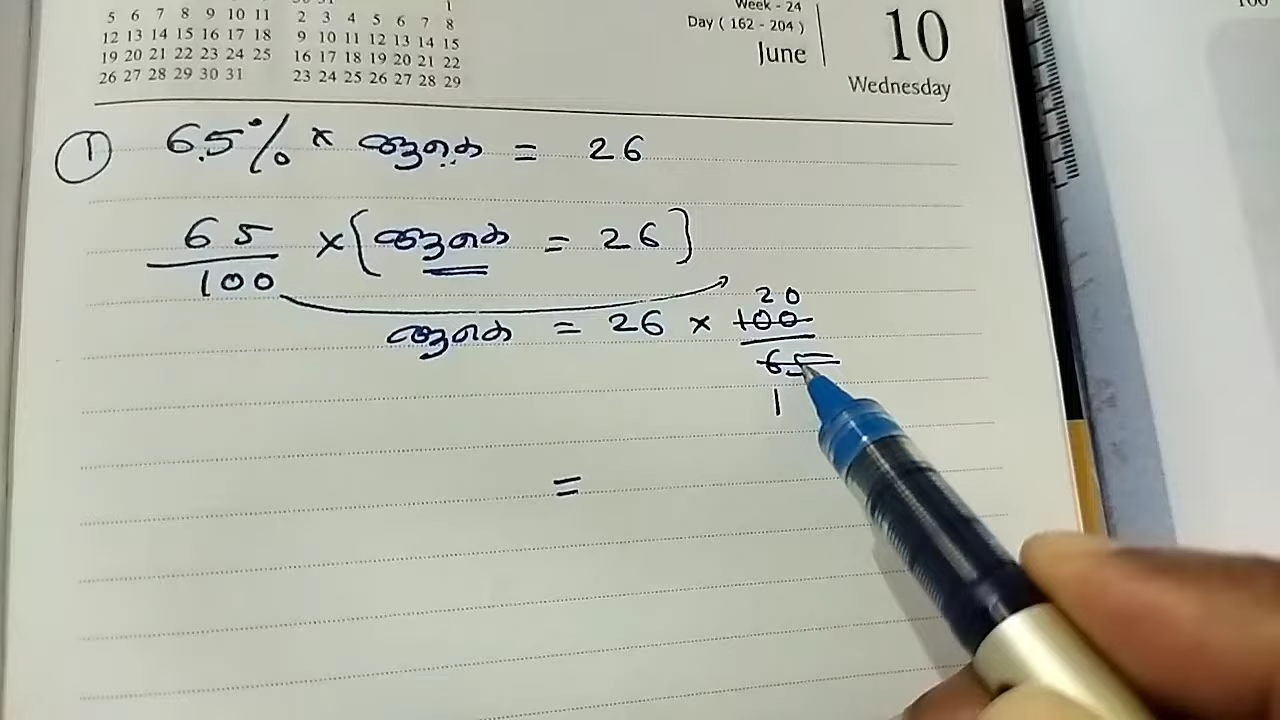 1
5 6 7 8 9 10 11 2 3 4 5 6 7 8
12 13 14 15 16 17 18 9 10 11 12 13 14 15
19 20 21 22 23 24 25 16 17 18 19 20 21 22
26 27 28 29 30 31 23 24 25 26 27 28 29
Week - 24
Day ( 162 - 204 )
June
10
Wednesday
① 65% × തുക = 26
65/100 × [തുക = 26]
20
തുക = 26 × 100/65
1
=